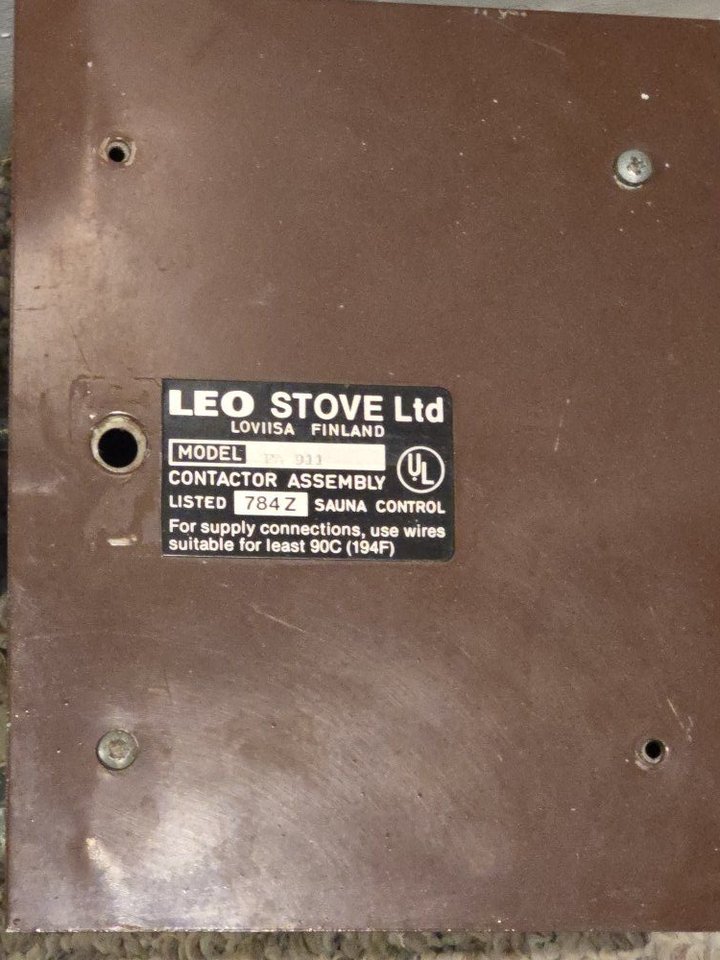 LEO STOVE Ltd
LOVIISA FINLAND
MODEL
CONTACTOR ASSEMBLY
UL
LISTED 784 Z SAUNA CONTROL
For supply connections, use wires
suitable for least 90C (194F)